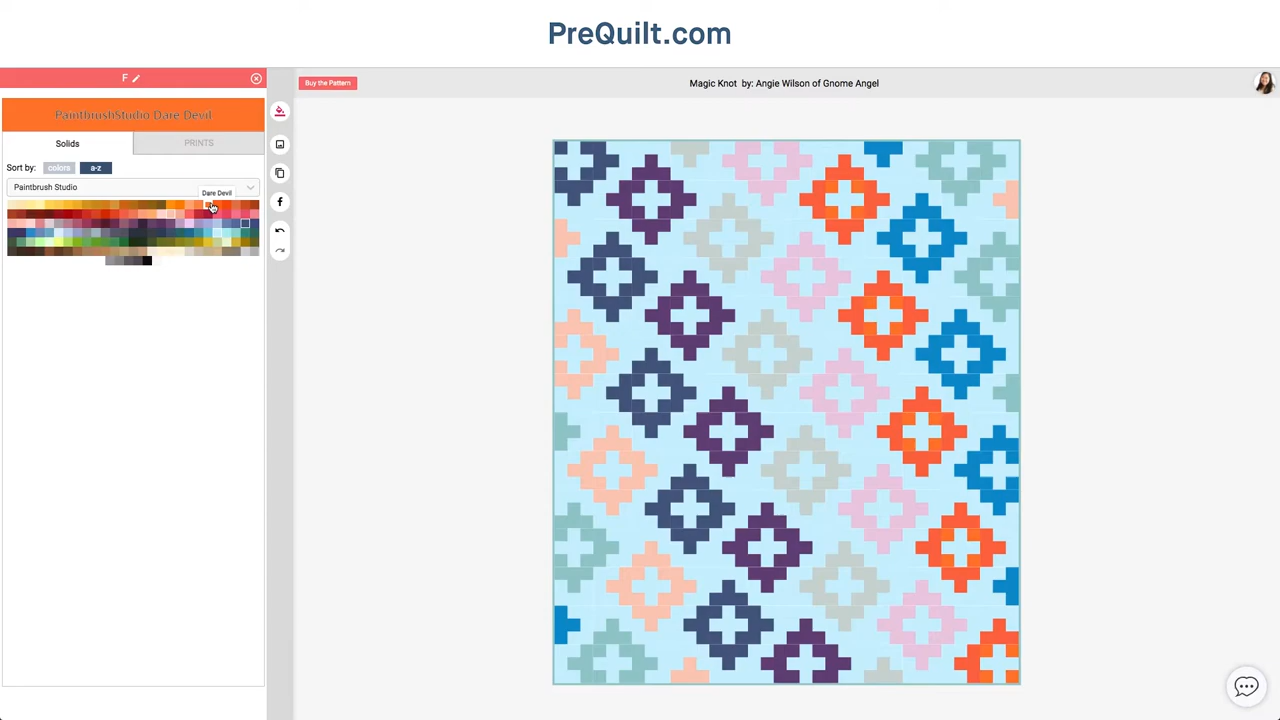 PreQuilt.com
F
Buy the Pattern
Magic Knot by: Angie Wilson of Gnome Angel
PaintbrushStudio Dare Devil
Solids
PRINTS
Sort by: colors a-z
Paintbrush Studio
Dare Devil